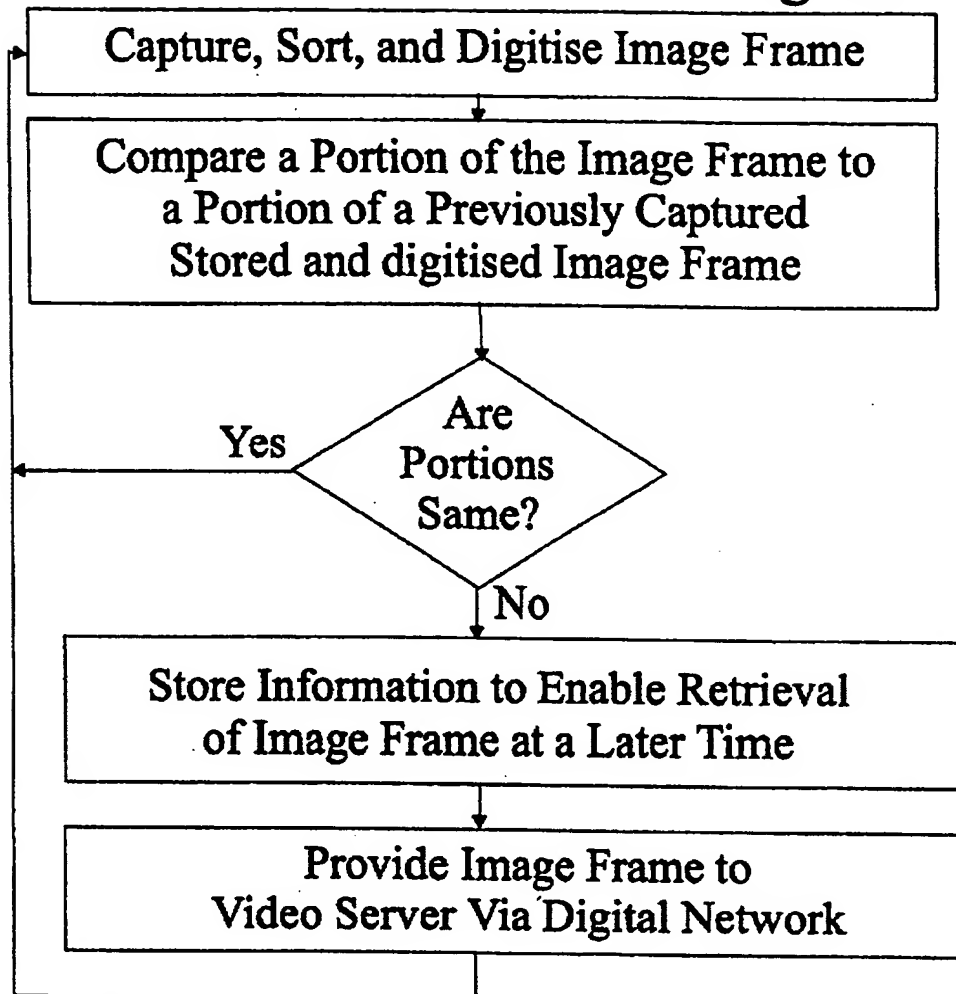 Capture, Sort, and Digitise Image Frame
Compare a Portion of the Image Frame to
a Portion of a Previously Captured
Stored and digitised Image Frame
Are
Portions
Same?
Yes
No
Store Information to Enable Retrieval
of Image Frame at a Later Time
Provide Image Frame to
Video Server Via Digital Network